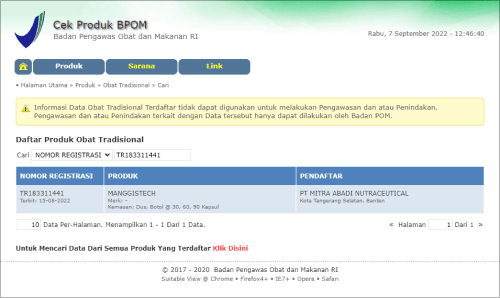 Cek Produk BPOM
Badan Pengawas Obat dan Makanan RI
Rabu, 7 September 2022 - 12:46:40
Produk
Sarana
Link
• Halaman Utama » Produk » Obat Tradisional » Cari
Informasi Data Obat Tradisional Terdaftar tidak dapat digunakan untuk melakukan Pengawasan dan atau Penindakan.
Pengawasan dan atau Penindakan terkait dengan Data tersebut hanya dapat dilakukan oleh Badan POM.
Daftar Produk Obat Tradisional
Cari NOMOR REGISTRASI TR183311441
NOMOR REGISTRASI PRODUK PENDAFTAR
TR183311441 MANGGISTECH PT MITRA ABADI NUTRACEUTICAL
Terbit: 15-08-2022 Merk: - Kota Tangerang Selatan, Banten
Kemasan: Dus, Botol @ 30, 60, 90 Kapsul
10 Data Per-Halaman. Menampilkan 1 - 1 Dari 1 Data. « Halaman 1 Dari 1 »
Untuk Mencari Data Dari Semua Produk Yang Terdaftar Klik Disini
© 2017 - 2020 Badan Pengawas Obat dan Makanan RI
Suitable View @ Chrome • Firefox4+ • IE7+ • Opera • Safari